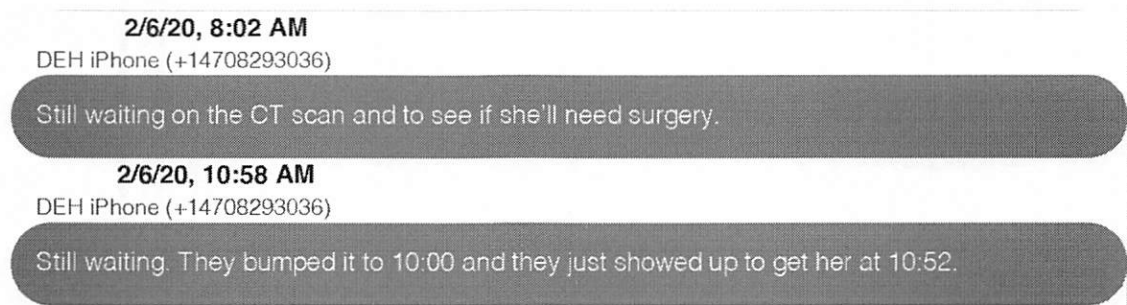 2/6/20, 8:02 AM
DEH iPhone (+14708293036)
Still waiting on the CT scan and to see if she'll need surgery.
2/6/20, 10:58 AM
DEH iPhone (+14708293036)
Still waiting. They bumped it to 10:00 and they just showed up to get her at 10:52.